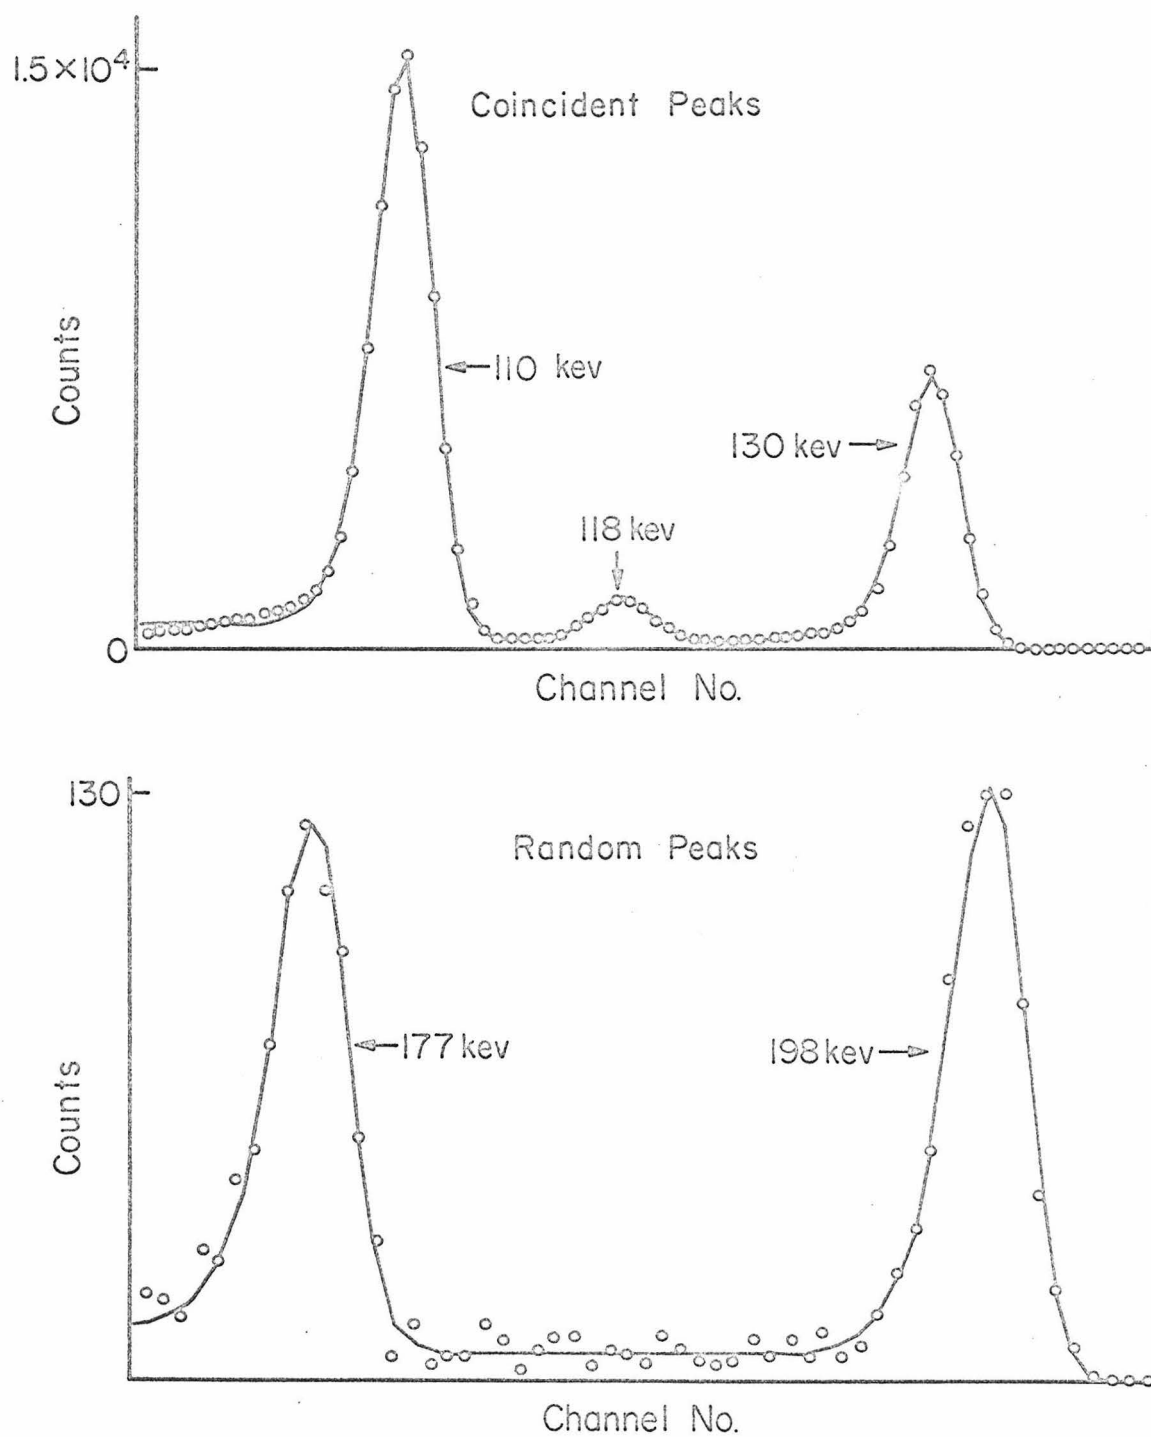 1.5×10⁴
Coincident Peaks
Counts
110 kev
130 kev
118 kev
0
Channel No.
130
Random Peaks
Counts
177 kev
198 kev
Channel No.